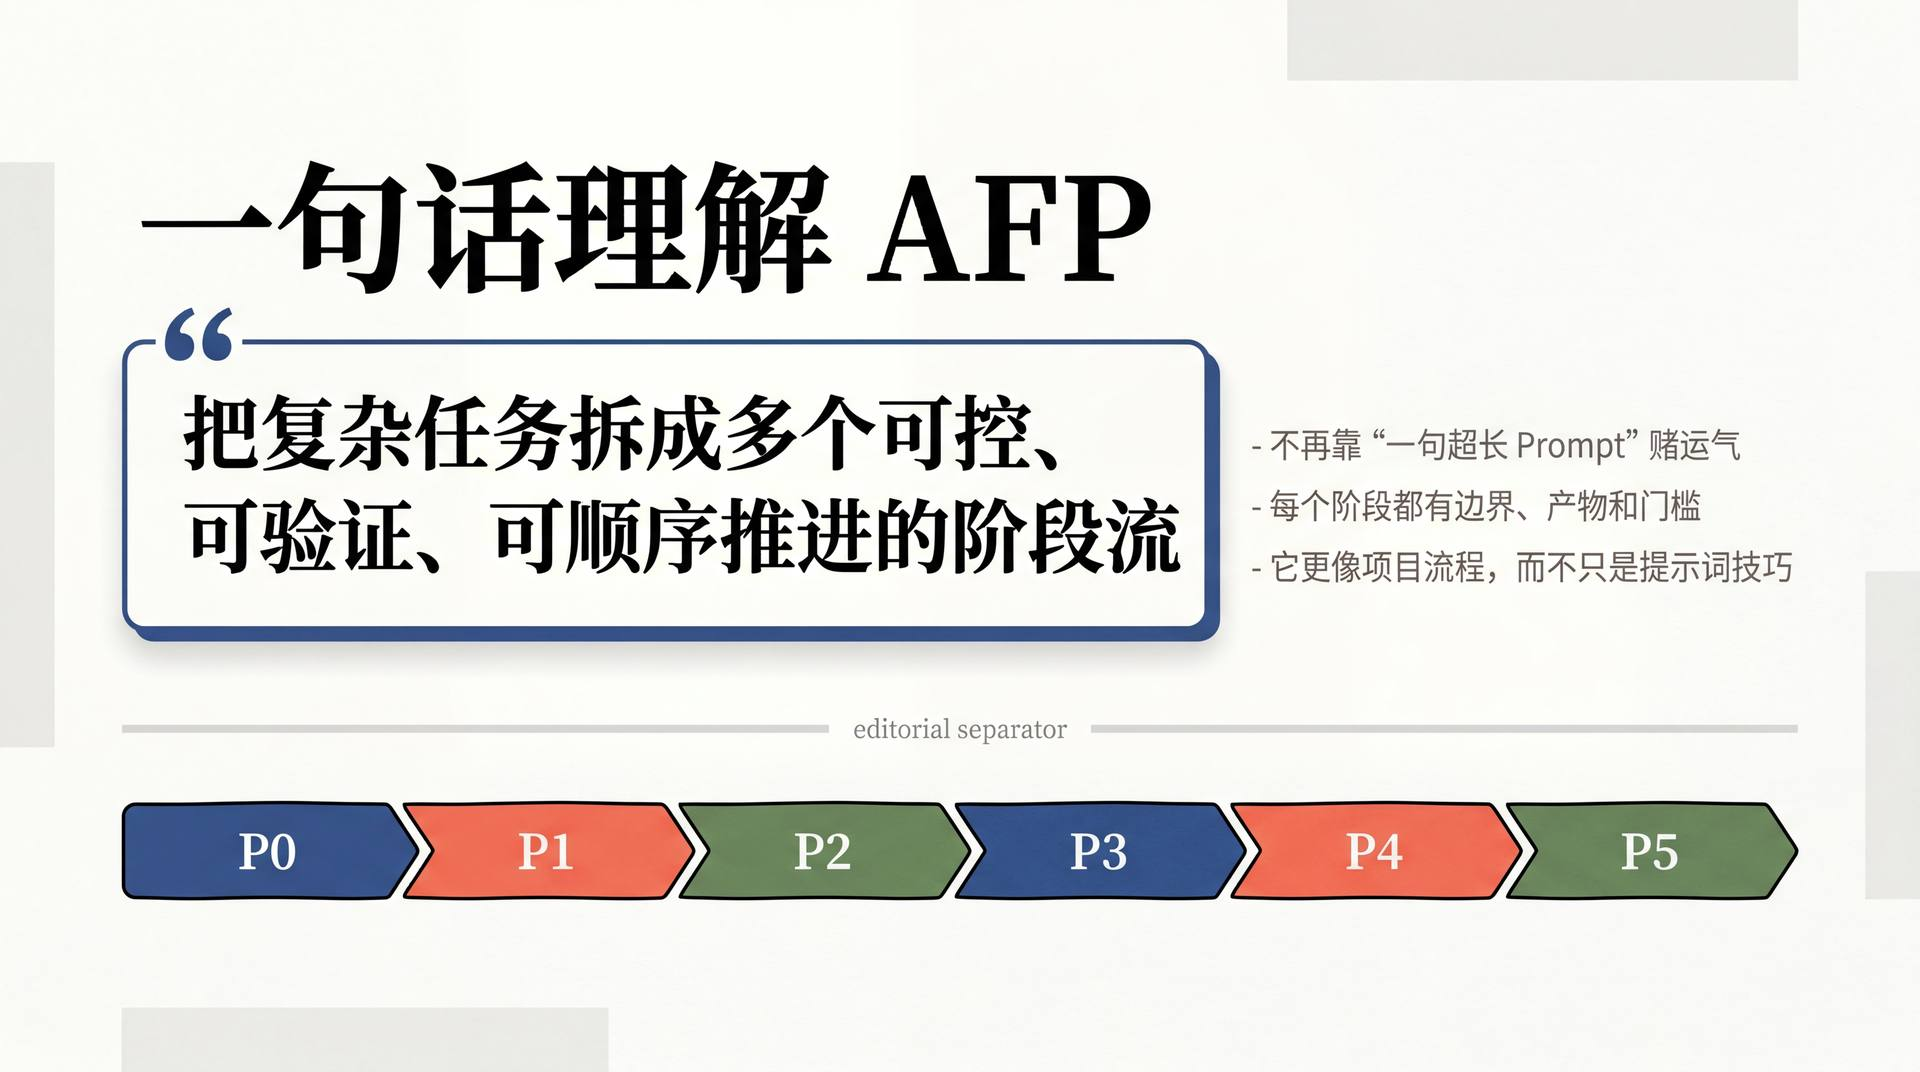 一句话理解 AFP
“
把复杂任务拆成多个可控、
可验证、可顺序推进的阶段流
- 不再靠 “一句超长 Prompt” 赌运气
- 每个阶段都有边界、产物和门槛
- 它更像项目流程，而不只是提示词技巧
editorial separator
P0 P1 P2 P3 P4 P5